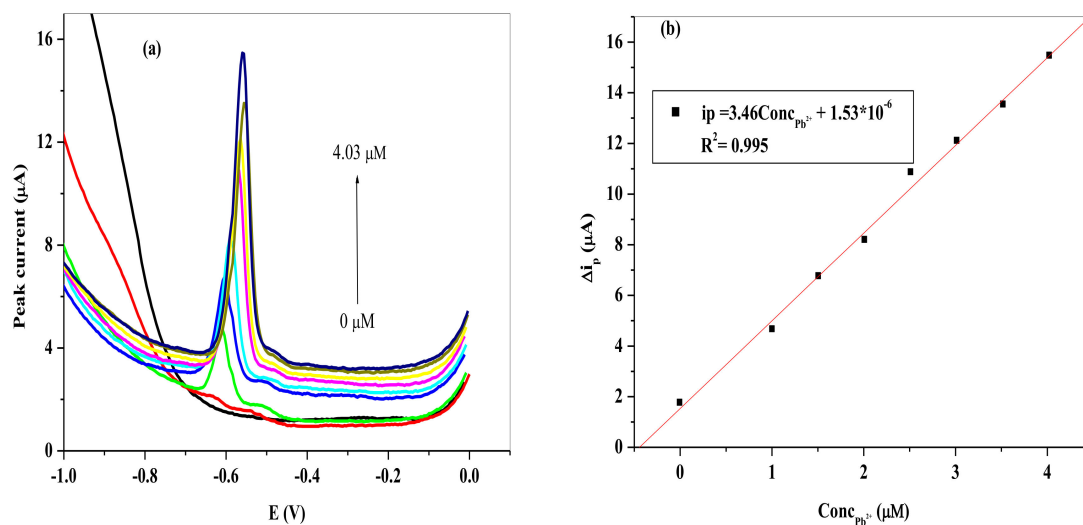 (a)
16
12
8
4
0
Peak current (µA)
4.03 µM
0 µM
-1.0 -0.8 -0.6 -0.4 -0.2 0.0
E (V)
(b)
16
14
12
10
8
6
4
2
0
Δip (µA)
ip =3.46ConcPb2+ + 1.53*10-6
R2= 0.995
0 1 2 3 4
ConcPb2+ (µM)